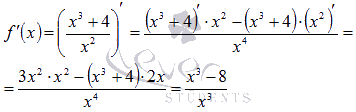 f'(x) = ((x³ + 4) / x²)' = ((x³ + 4)' · x² − (x³ + 4) · (x²)') / x⁴ =
= (3x² · x² − (x³ + 4) · 2x) / x⁴ = (x³ − 8) / x³
STUDENTS